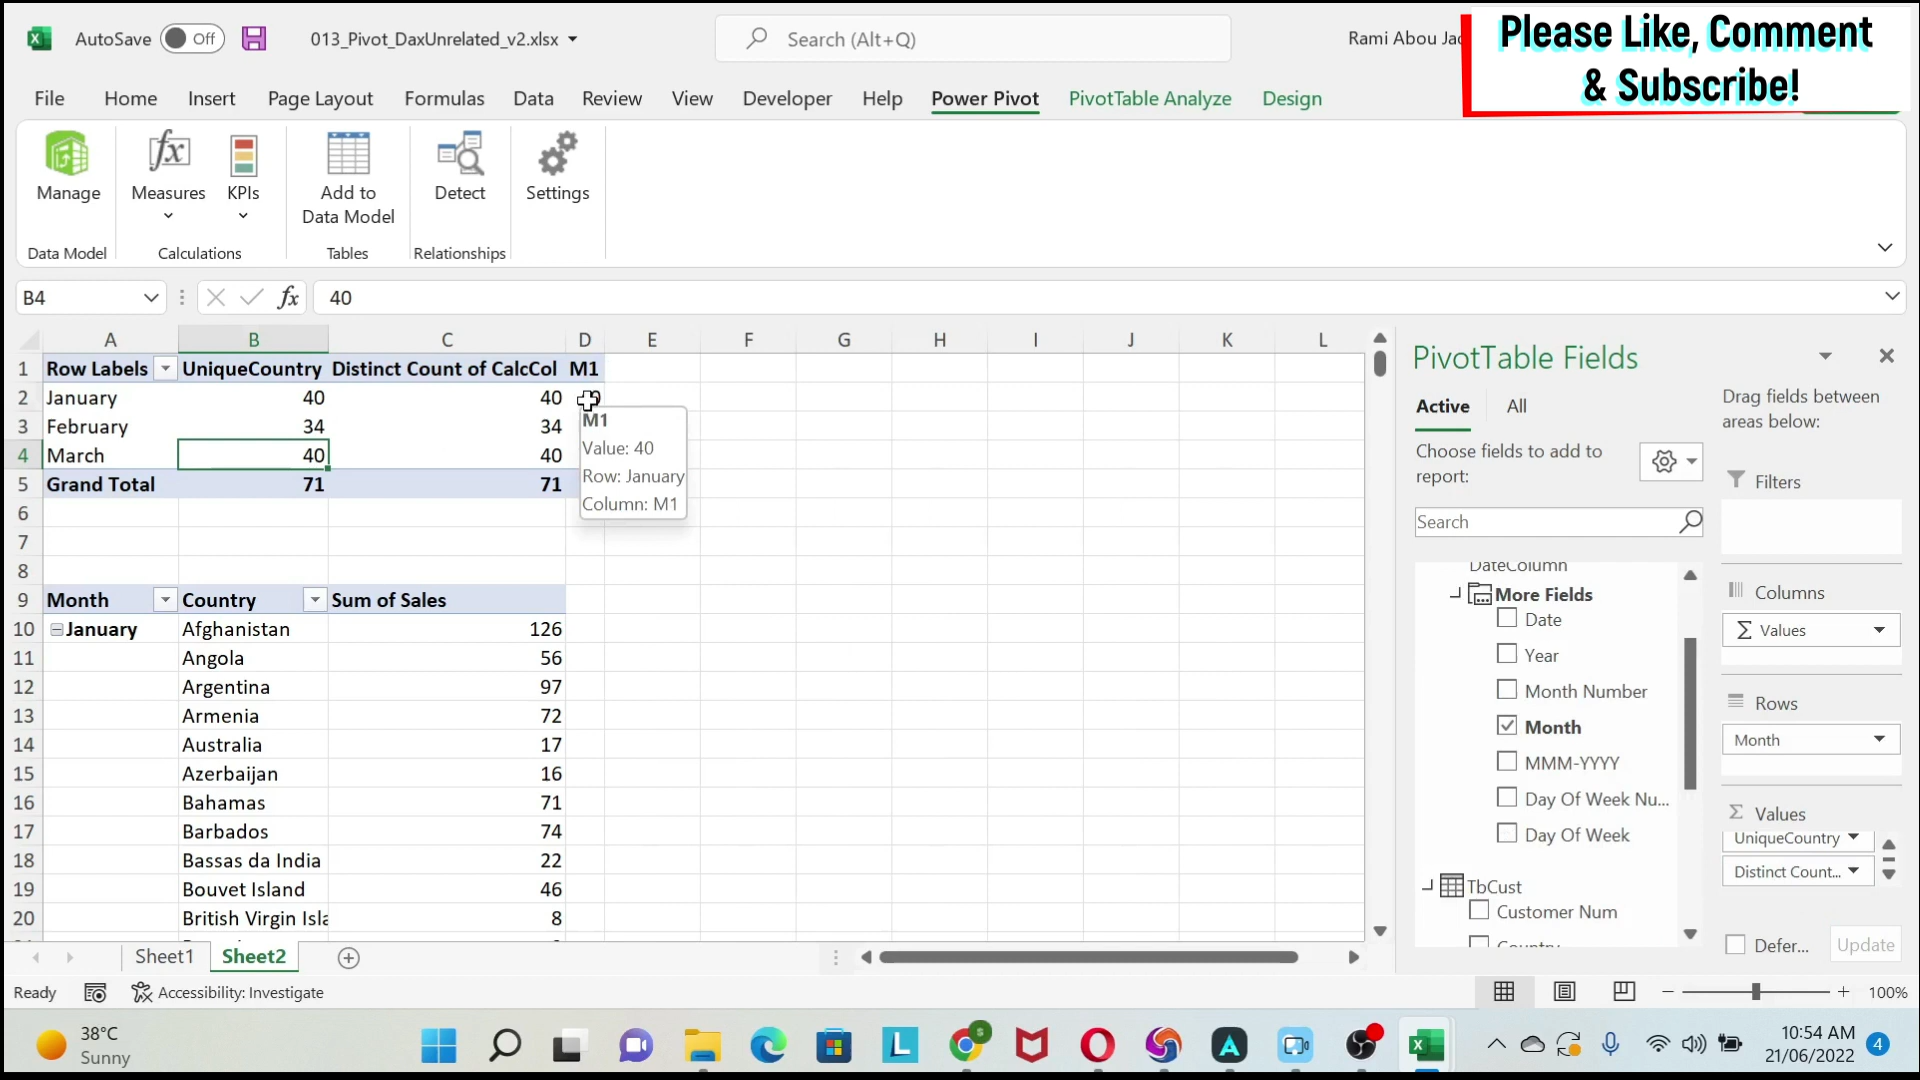 AutoSave Off 013_Pivot_DaxUnrelated_v2.xlsx Search (Alt+Q) Rami Abou
Please Like, Comment
& Subscribe!
File Home Insert Page Layout Formulas Data Review View Developer Help Power Pivot PivotTable Analyze Design
Manage Measures KPIs Add to Data Model Detect Settings
Data Model Calculations Tables Relationships
B4 fx 40
A B C D E F G H I J K L
1 Row Labels UniqueCountry Distinct Count of CalcCol M1
2 January 40 40
3 February 34 34
4 March 40 40
5 Grand Total 71 71
M1
Value: 40
Row: January
Column: M1
6
7
8
9 Month Country Sum of Sales
10 January Afghanistan 126
11 Angola 56
12 Argentina 97
13 Armenia 72
14 Australia 17
15 Azerbaijan 16
16 Bahamas 71
17 Barbados 74
18 Bassas da India 22
19 Bouvet Island 46
20 British Virgin Isla 8
PivotTable Fields
Active All
Choose fields to add to
report:
Search
DateColumn
More Fields
Date
Year
Month Number
Month
MMM-YYYY
Day Of Week Nu...
Day Of Week
TbCust
Customer Num
Country
Drag fields between
areas below:
Filters
Columns
Σ Values
Rows
Month
Σ Values
UniqueCountry
Distinct Count...
Defer... Update
Sheet1 Sheet2
Ready Accessibility: Investigate 100%
38°C
Sunny
10:54 AM
21/06/2022 4